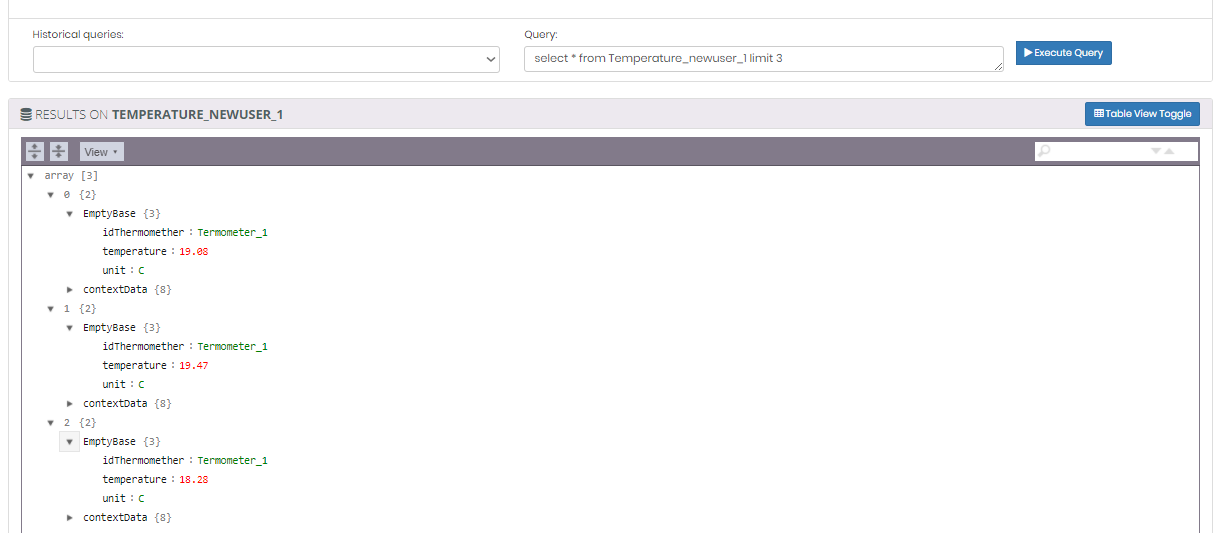 Historical queries:
Query:
select * from Temperature_newuser_1 limit 3
Execute Query
RESULTS ON TEMPERATURE_NEWUSER_1
Table View Toggle
View
array [3]
0 {2}
EmptyBase {3}
idThermomether : Termometer_1
temperature : 19.08
unit : C
contextData {8}
1 {2}
EmptyBase {3}
idThermomether : Termometer_1
temperature : 19.47
unit : C
contextData {8}
2 {2}
EmptyBase {3}
idThermomether : Termometer_1
temperature : 18.28
unit : C
contextData {8}